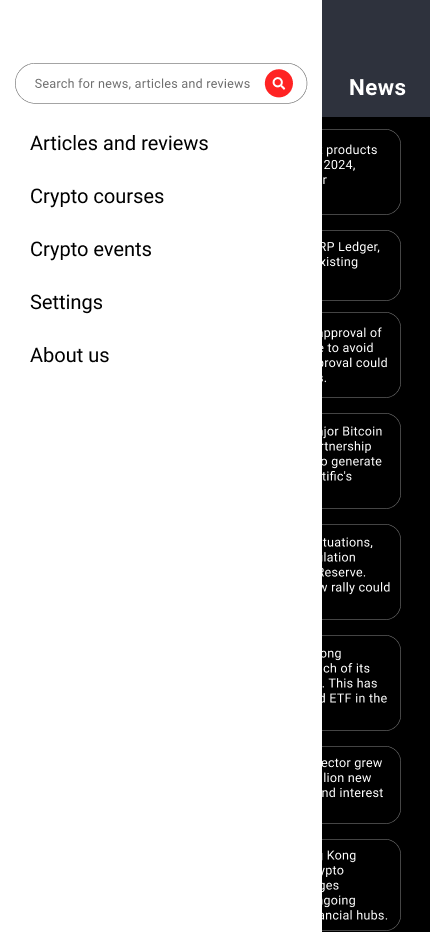 Search for news, articles and reviews
Articles and reviews
Crypto courses
Crypto events
Settings
About us
News
products
2024,
RP Ledger,
xisting
approval of
to avoid
proval could
jor Bitcoin
rtnership
o generate
tific's
tuations,
lation
Reserve.
rally could
ong
ch of its
. This has
ETF in the
ector grew
lion new
nd interest
Kong
ypto
ges
going
ancial hubs.